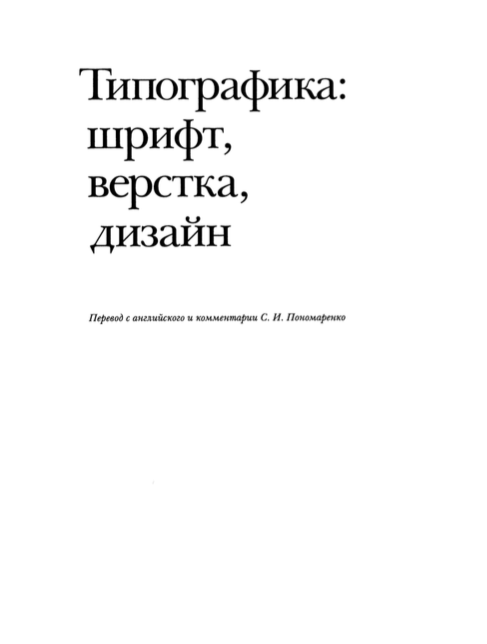 Типографика:
шрифт,
верстка,
дизайн
Перевод с английского и комментарии С. И. Пономаренко